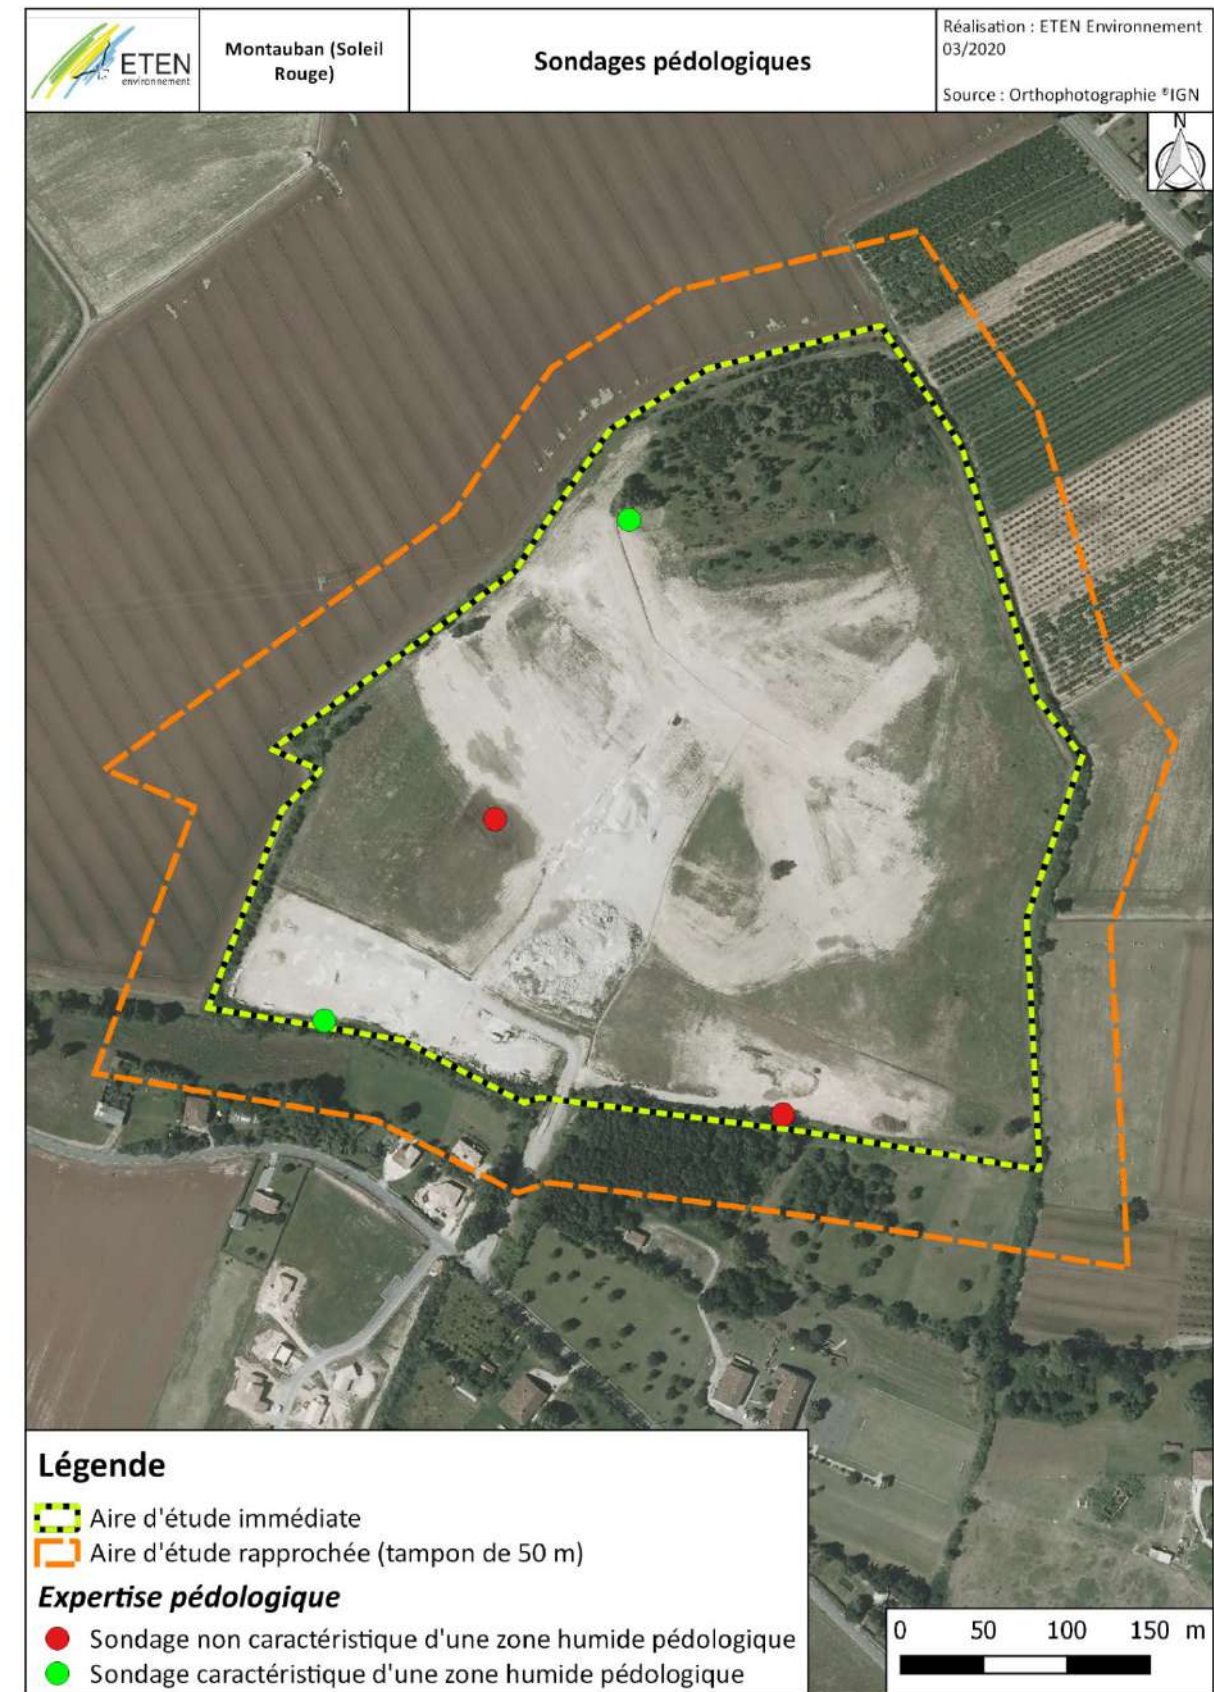 ETEN
environnement
Montauban (Soleil
Rouge)
Sondages pédologiques
Réalisation : ETEN Environnement
03/2020
Source : Orthophotographie ®IGN
N
Légende
Aire d'étude immédiate
Aire d'étude rapprochée (tampon de 50 m)
Expertise pédologique
Sondage non caractéristique d'une zone humide pédologique
Sondage caractéristique d'une zone humide pédologique
0 50 100 150 m